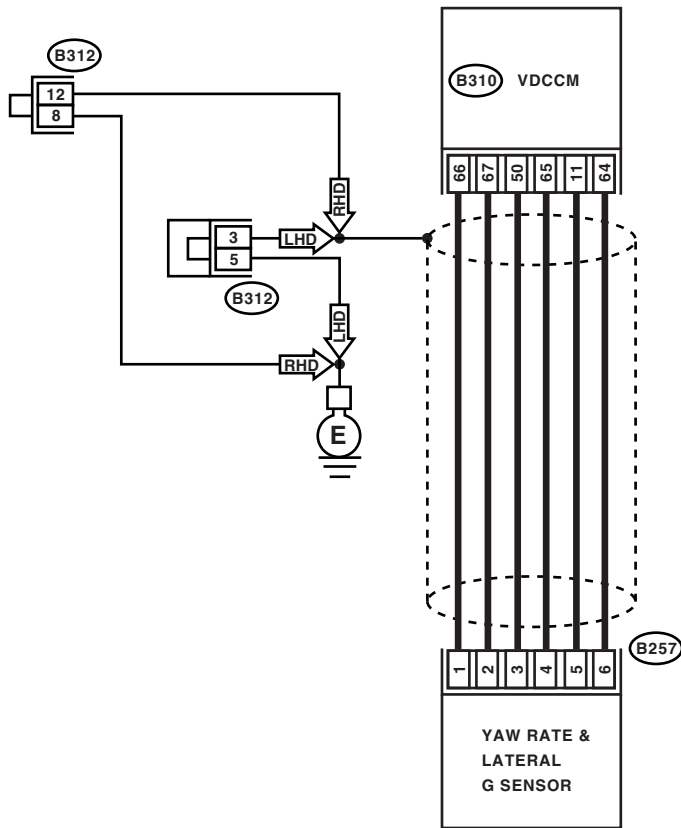 B312
12
8
B310 VDCCM
66 67 50 65 11 64
RHD
3
LHD
5
B312
LHD
RHD
E
B257
1 2 3 4 5 6
YAW RATE &
LATERAL
G SENSOR